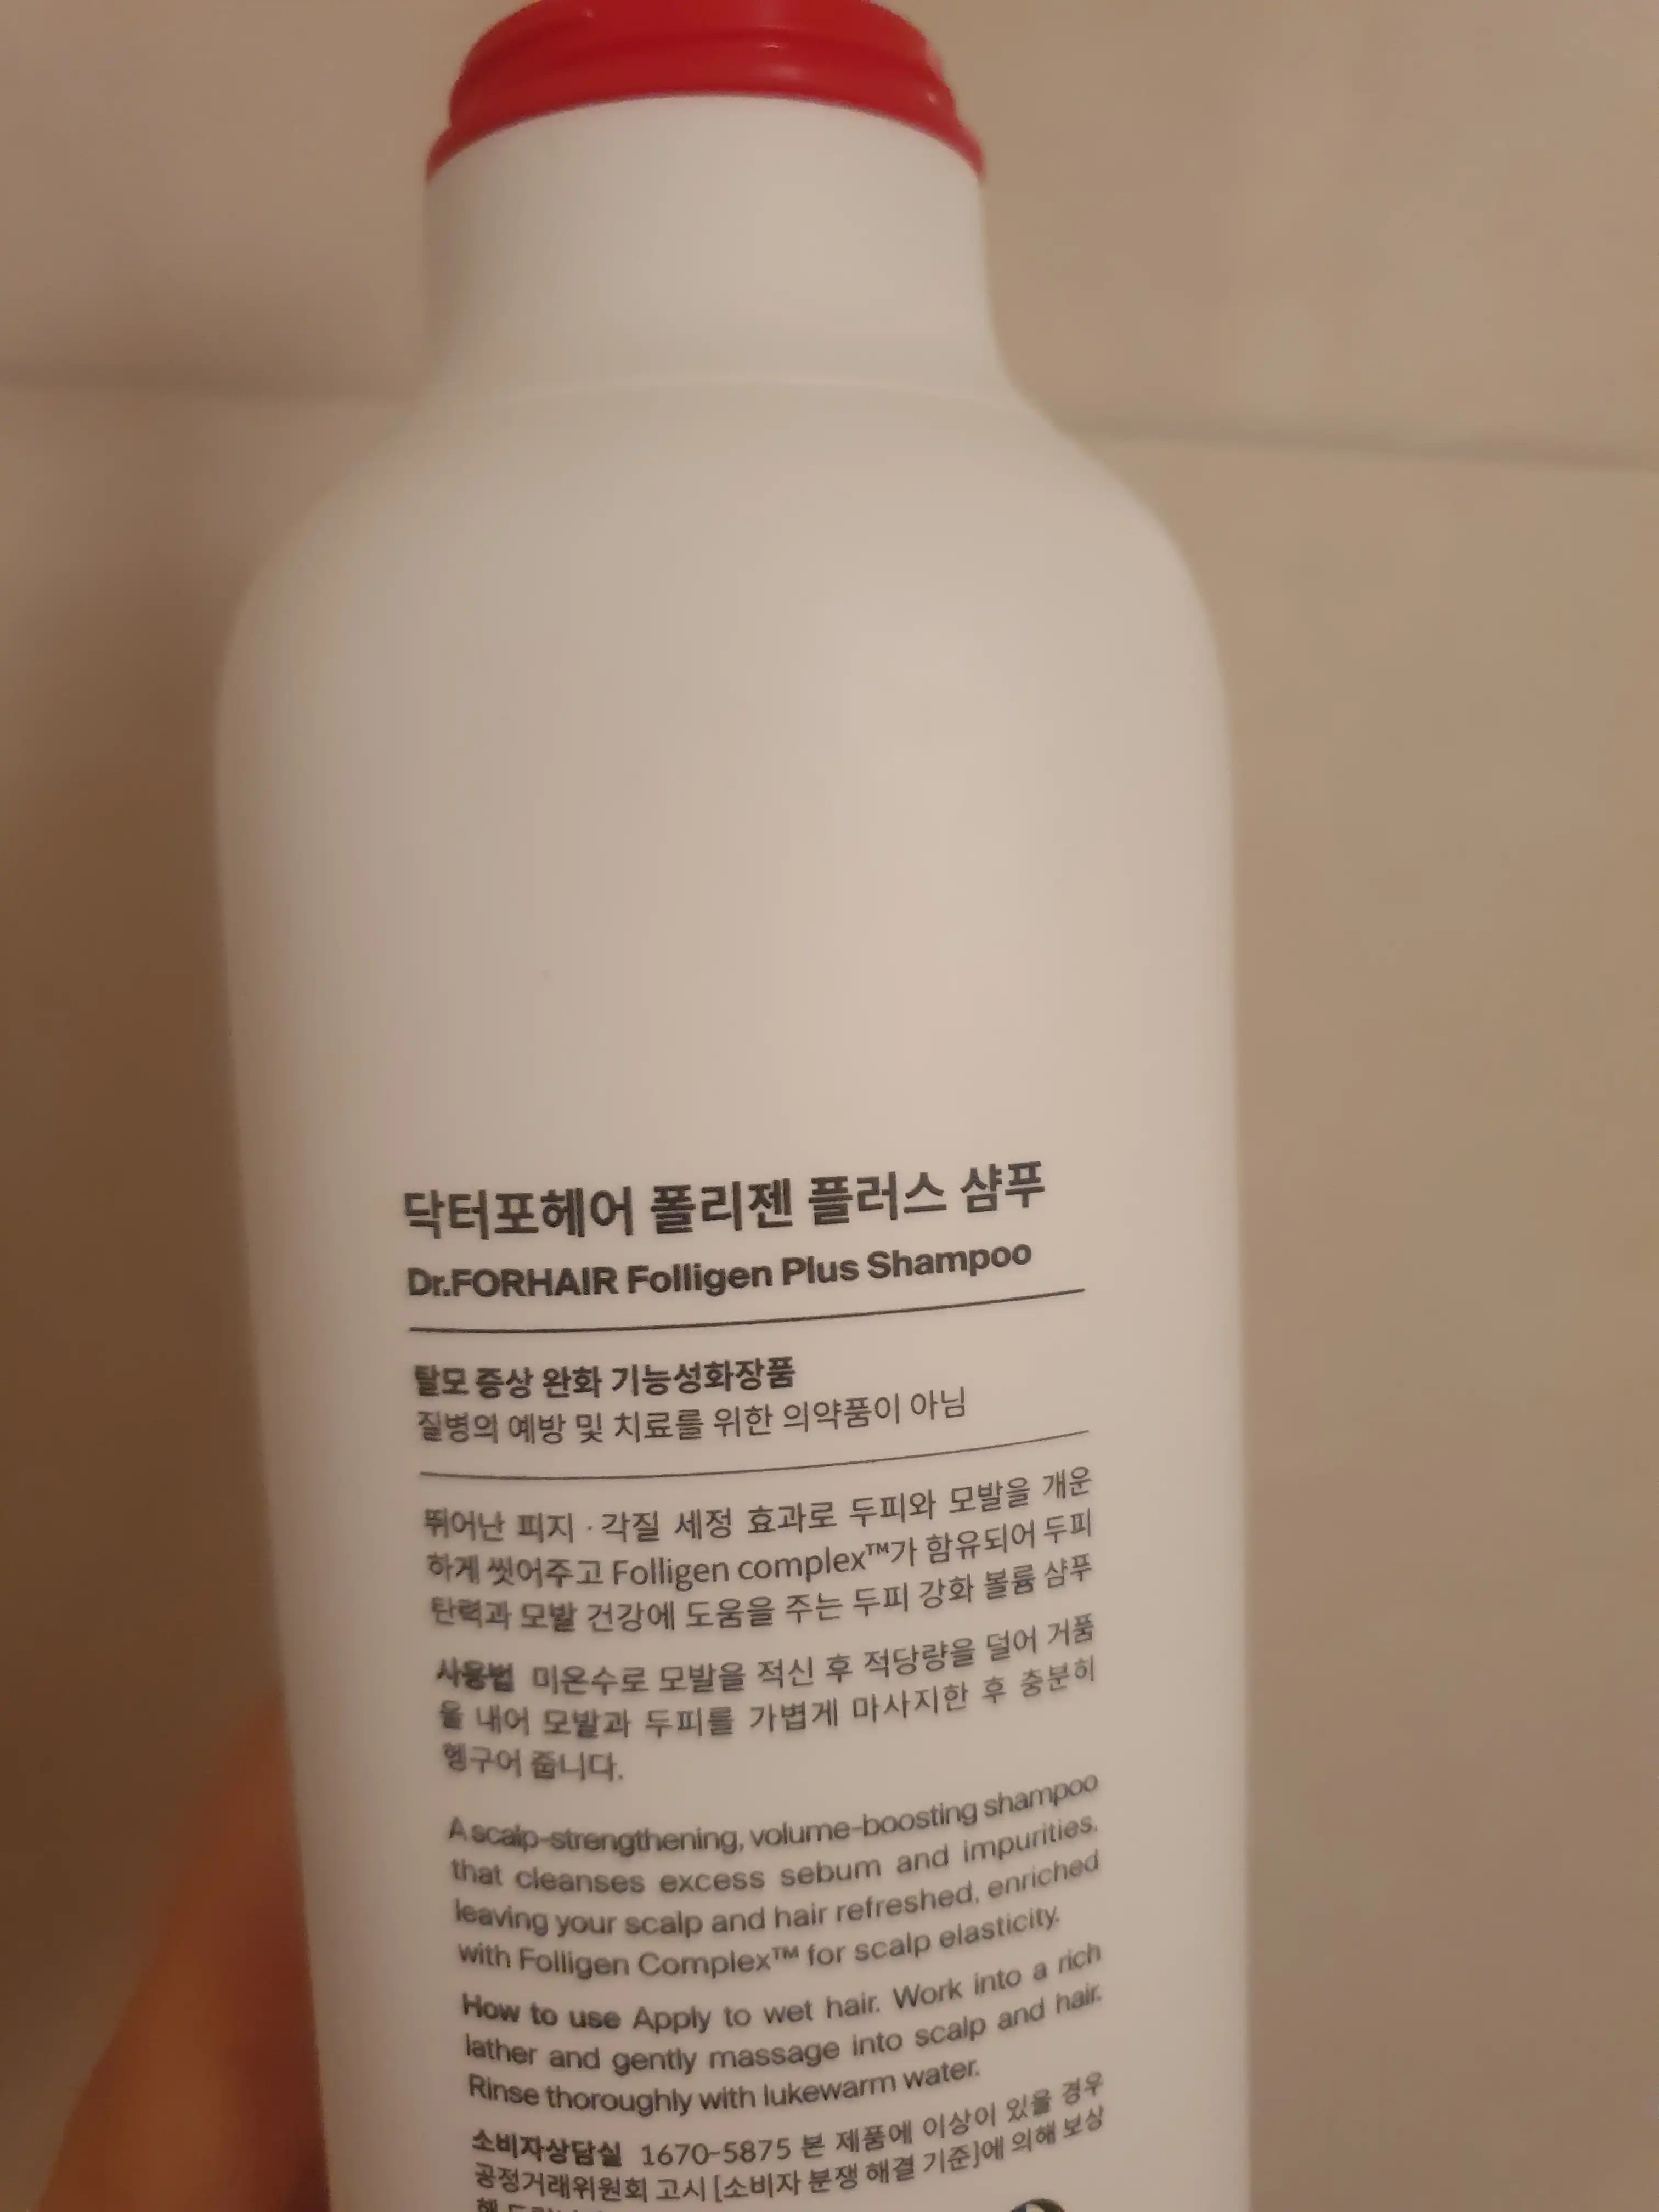 닥터포헤어 폴리젠 플러스 샴푸
Dr.FORHAIR Folligen Plus Shampoo
탈모 증상 완화 기능성화장품
질병의 예방 및 치료를 위한 의약품이 아님
뛰어난 피지 · 각질 세정 효과로 두피와 모발을 개운
하게 씻어주고 Folligen complex™가 함유되어 두피
탄력과 모발 건강에 도움을 주는 두피 강화 볼륨 샴푸
사용법 미온수로 모발을 적신 후 적당량을 덜어 거품
을 내어 모발과 두피를 가볍게 마사지한 후 충분히
헹구어 줍니다.
A scalp-strengthening, volume-boosting shampoo
that cleanses excess sebum and impurities,
leaving your scalp and hair refreshed, enriched
with Folligen Complex™ for scalp elasticity.
How to use Apply to wet hair. Work into a rich
lather and gently massage into scalp and hair.
Rinse thoroughly with lukewarm water.
소비자상담실 1670-5875 본 제품에 이상이 있을 경우
공정거래위원회 고시 [소비자 분쟁 해결 기준]에 의해 보상